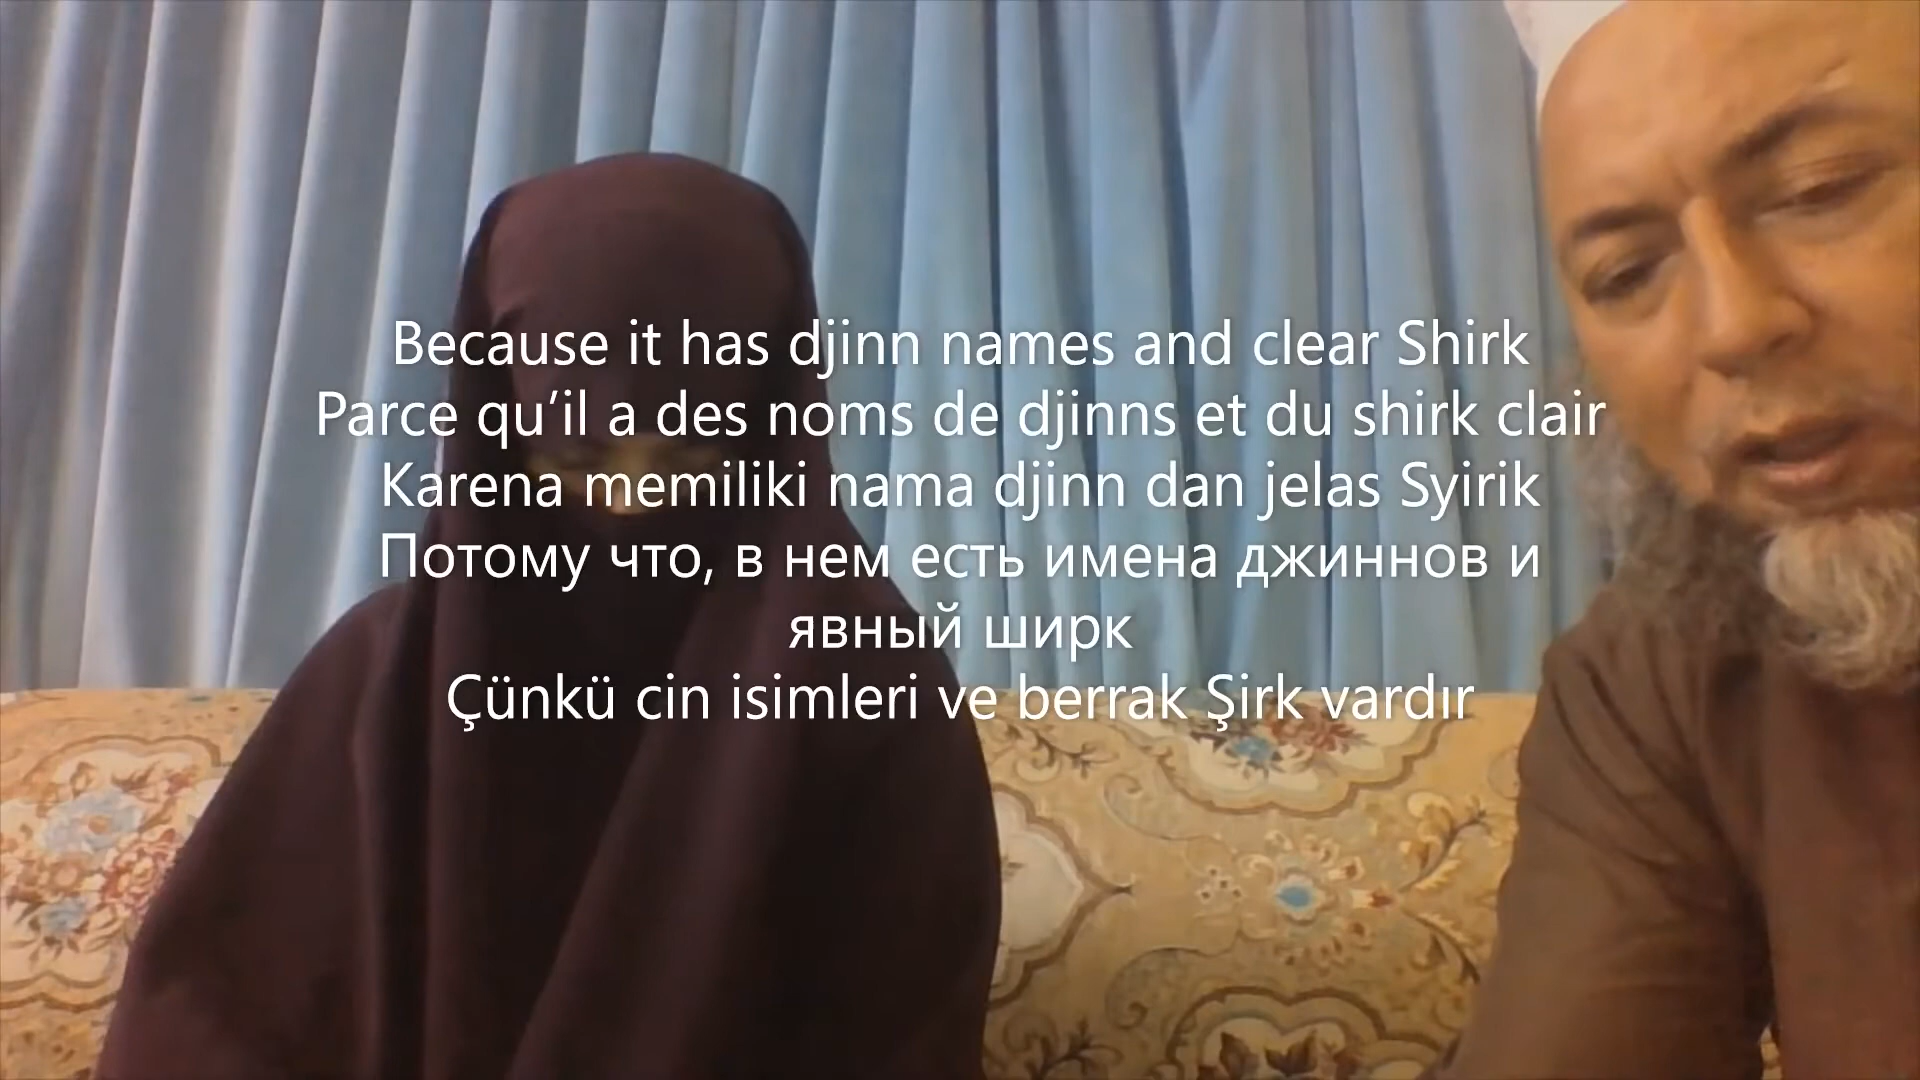 Because it has djinn names and clear Shirk
Parce qu’il a des noms de djinns et du shirk clair
Karena memiliki nama djinn dan jelas Syirik
Потому что, в нем есть имена джиннов и
явный ширк
Çünkü cin isimleri ve berrak Şirk vardır